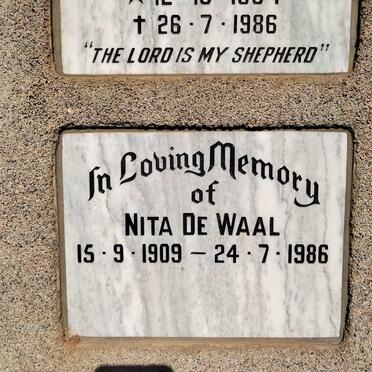 ✝ 26 · 7 · 1986
"THE LORD IS MY SHEPHERD"
In Loving Memory
of
NITA DE WAAL
15 · 9 · 1909 — 24 · 7 · 1986